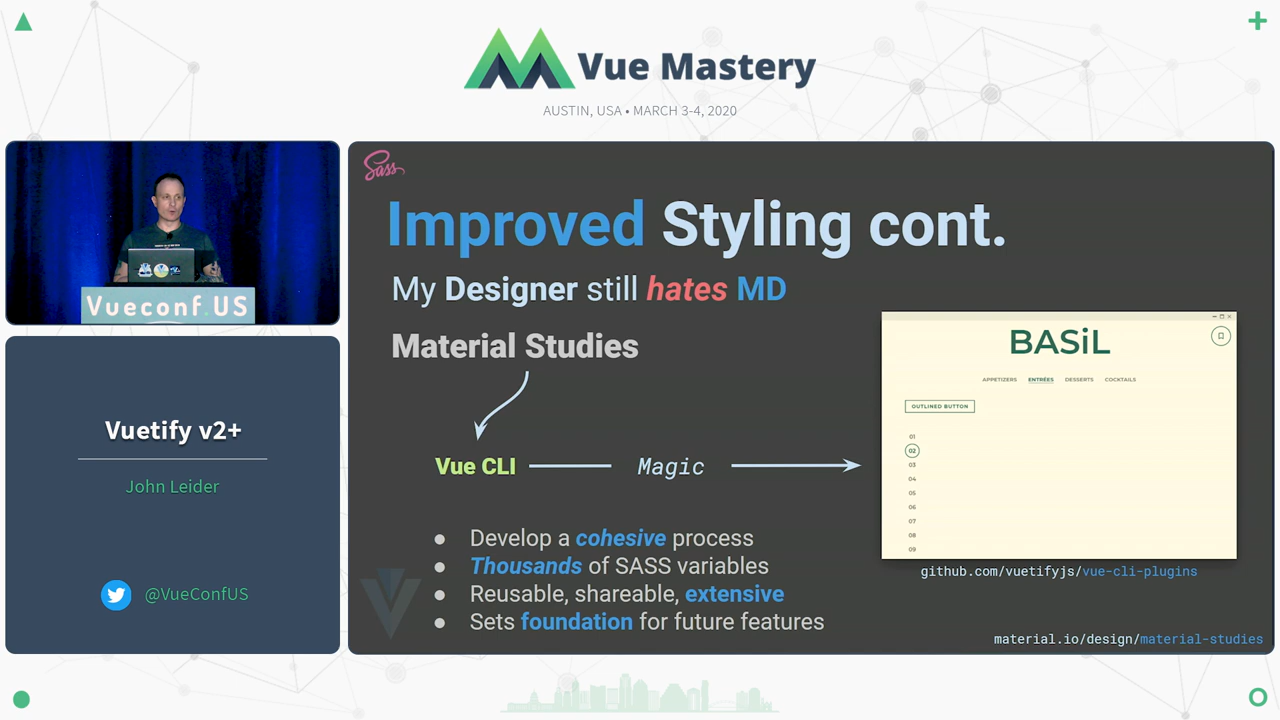 Vue Mastery
AUSTIN, USA • MARCH 3-4, 2020
Vueconf.US
Vuetify v2+
John Leider
@VueConfUS
Sass
Improved Styling cont.
My Designer still hates MD
Material Studies
Vue CLI
Magic
BASiL
APPETIZERS ENTRÉES DESSERTS COCKTAILS
OUTLINED BUTTON
01
02
03
04
05
06
07
08
09
github.com/vuetifyjs/vue-cli-plugins
● Develop a cohesive process
● Thousands of SASS variables
● Reusable, shareable, extensive
● Sets foundation for future features
material.io/design/material-studies